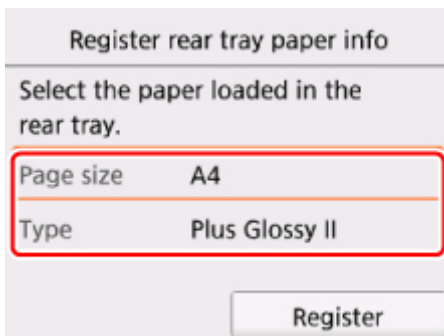 Register rear tray paper info
Select the paper loaded in the
rear tray.
Page size A4
Type Plus Glossy II
Register